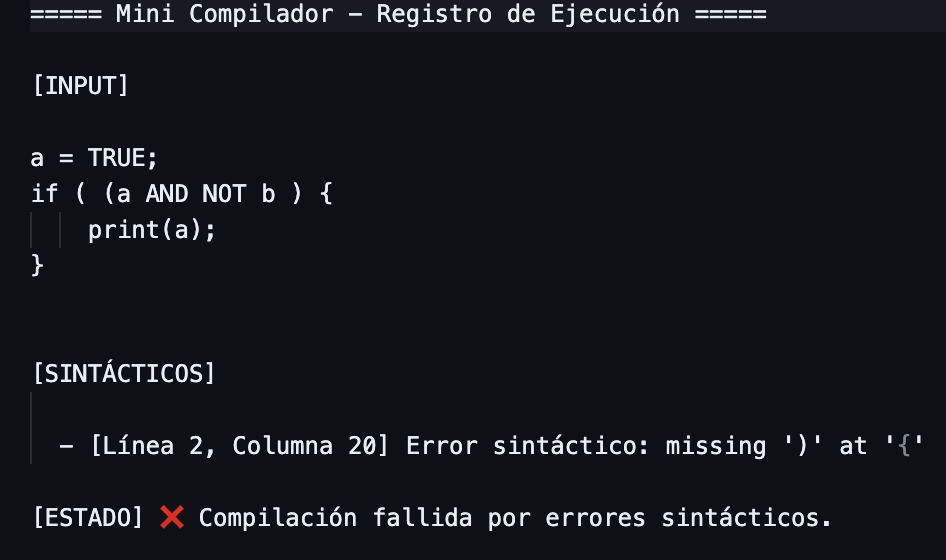 ===== Mini Compilador – Registro de Ejecución =====
[INPUT]
a = TRUE;
if ( (a AND NOT b ) {
print(a);
}
[SINTÁCTICOS]
– [Línea 2, Columna 20] Error sintáctico: missing ')' at '{'
[ESTADO] ❌ Compilación fallida por errores sintácticos.